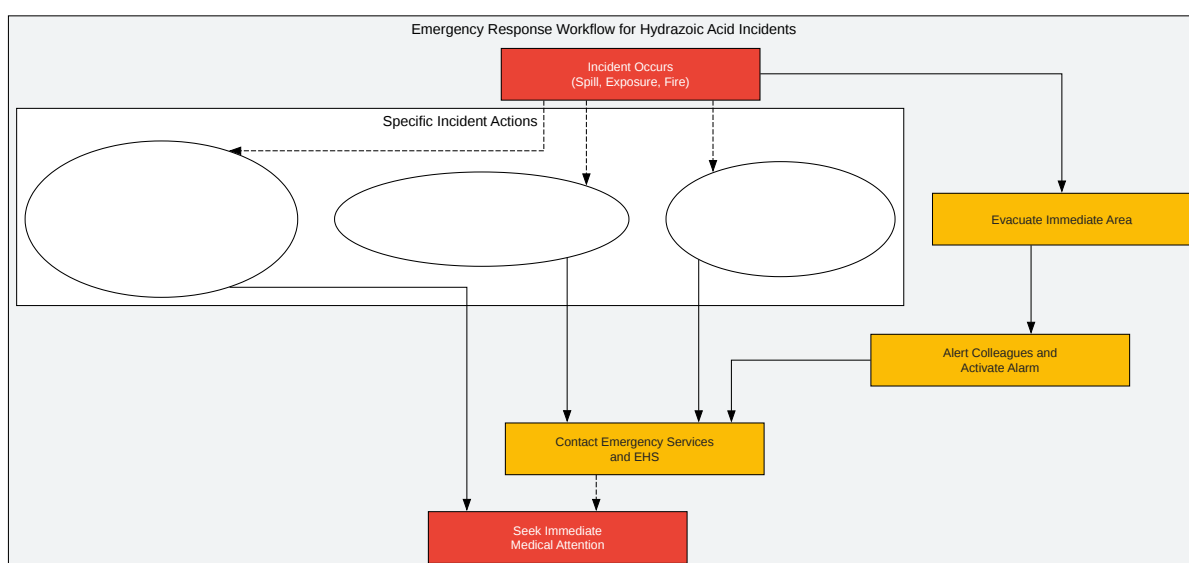 Emergency Response Workflow for Hydrazoic Acid Incidents
Incident Occurs
(Spill, Exposure, Fire)
Specific Incident Actions
Evacuate Immediate Area
Alert Colleagues and
Activate Alarm
Contact Emergency Services
and EHS
Seek Immediate
Medical Attention